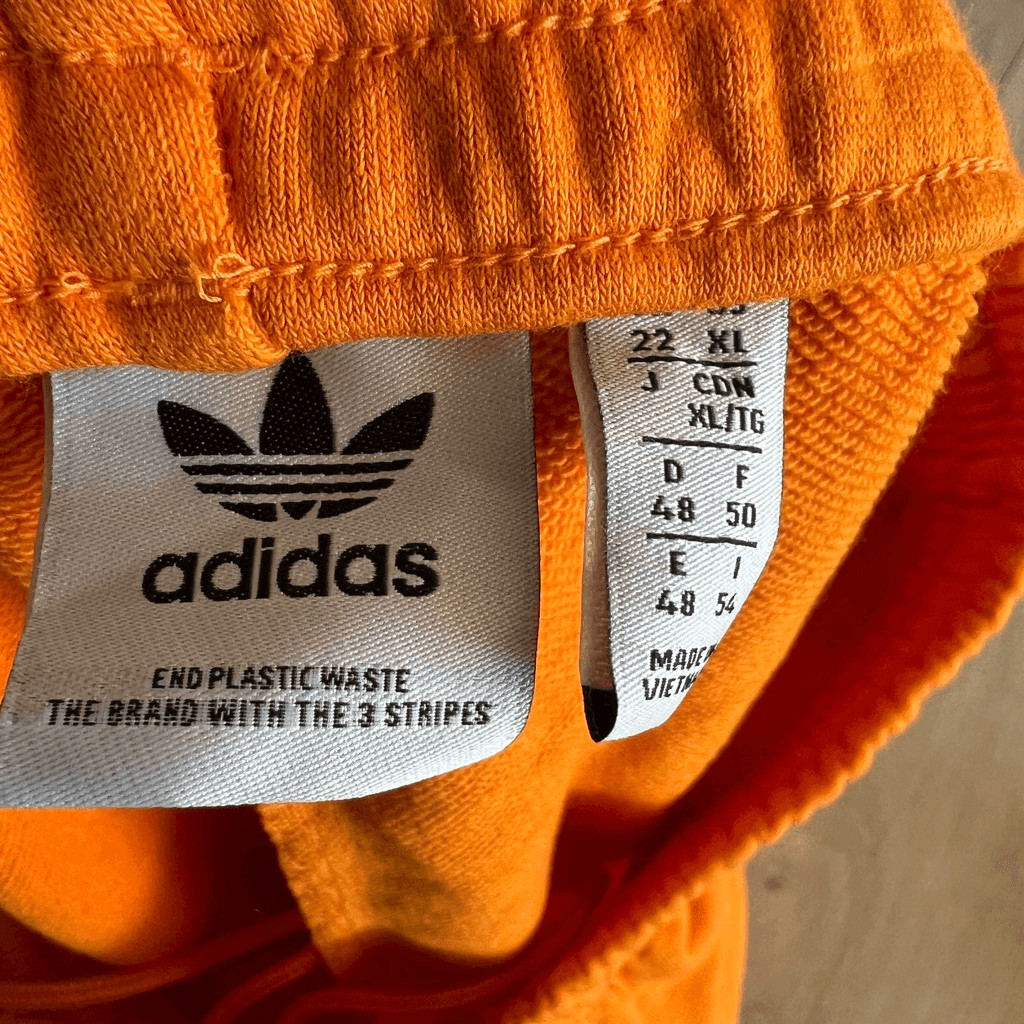 adidas
END PLASTIC WASTE
THE BRAND WITH THE 3 STRIPES
22 XL
J CDN
XL/TG
D F
48 50
E I
48 54
MADE